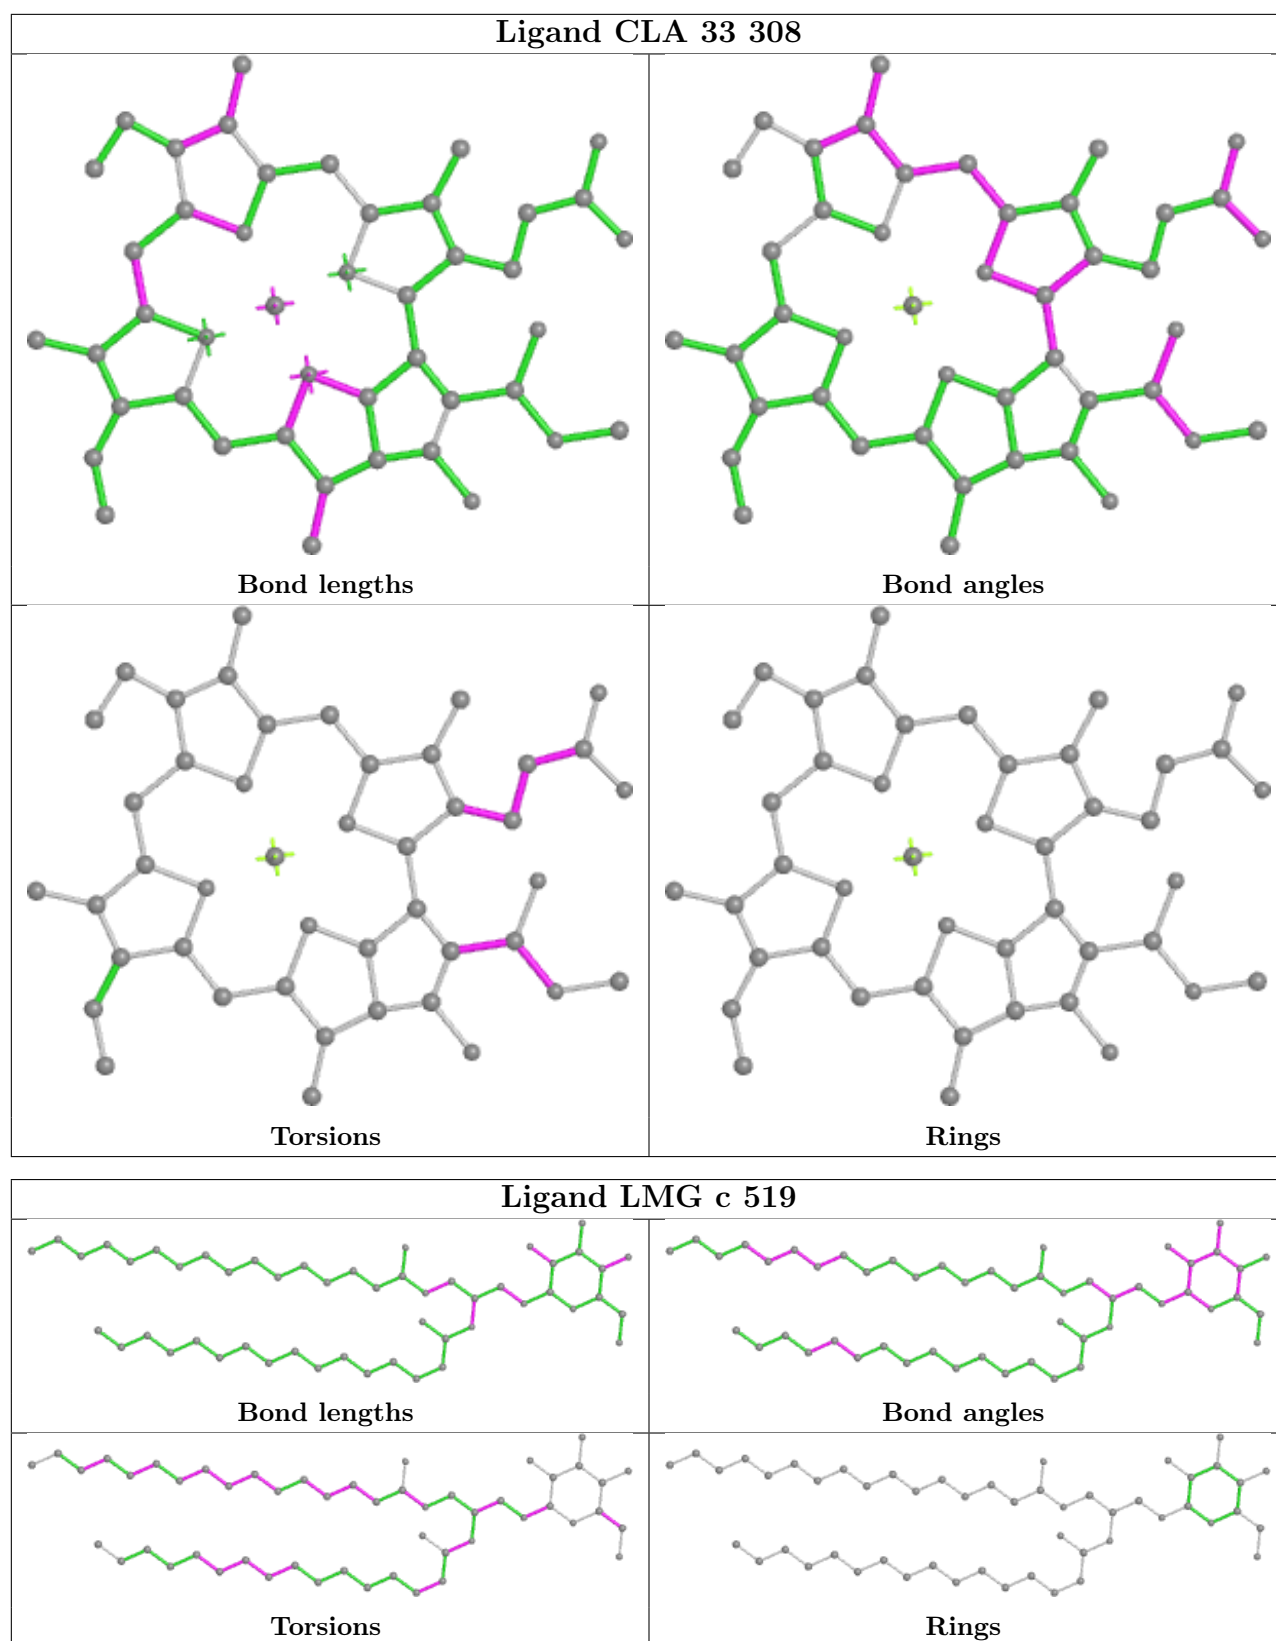 Ligand CLA 33 308
Bond lengths
Bond angles
Torsions
Rings
Ligand LMG c 519
Bond lengths
Bond angles
Torsions
Rings